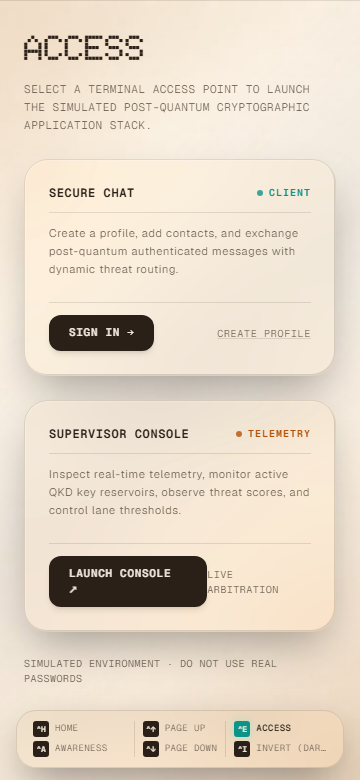 ACCESS
SELECT A TERMINAL ACCESS POINT TO LAUNCH
THE SIMULATED POST-QUANTUM CRYPTOGRAPHIC
APPLICATION STACK.
SECURE CHAT
CLIENT
Create a profile, add contacts, and exchange
post-quantum authenticated messages with
dynamic threat routing.
SIGN IN →
CREATE PROFILE
SUPERVISOR CONSOLE
TELEMETRY
Inspect real-time telemetry, monitor active
QKD key reservoirs, observe threat scores, and
control lane thresholds.
LAUNCH CONSOLE
↗
LIVE
ARBITRATION
SIMULATED ENVIRONMENT · DO NOT USE REAL
PASSWORDS
^H HOME
^↑ PAGE UP
^E ACCESS
^A AWARENESS
^↓ PAGE DOWN
^I INVERT (DAR…